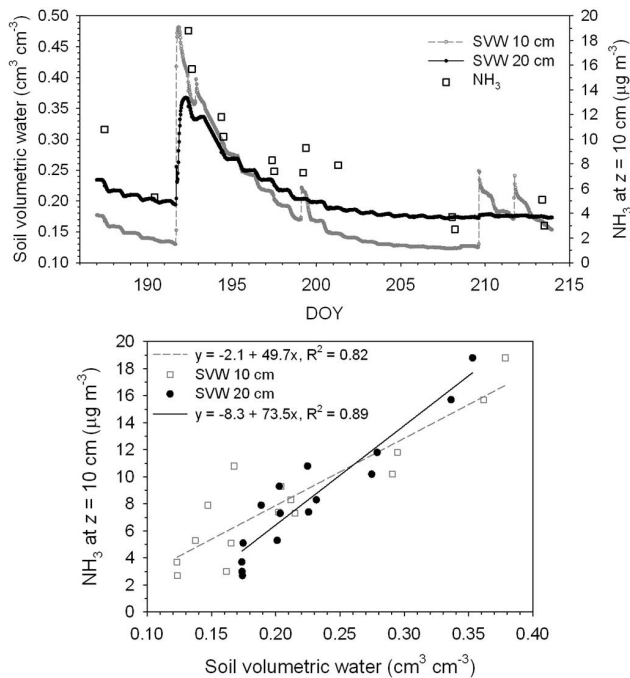 0.50
0.45
0.40
0.35
0.30
0.25
0.20
0.15
0.10
Soil volumetric water (cm³ cm⁻³)
SVW 10 cm
SVW 20 cm
NH₃
20
18
16
14
12
10
8
6
4
2
0
NH₃ at z = 10 cm (µg m⁻³)
190 195 200 205 210 215
DOY
20
18
16
14
12
10
8
6
4
2
0
NH₃ at z = 10 cm (µg m⁻³)
y = -2.1 + 49.7x, R² = 0.82
SVW 10 cm
SVW 20 cm
y = -8.3 + 73.5x, R² = 0.89
0.10 0.15 0.20 0.25 0.30 0.35 0.40
Soil volumetric water (cm³ cm⁻³)